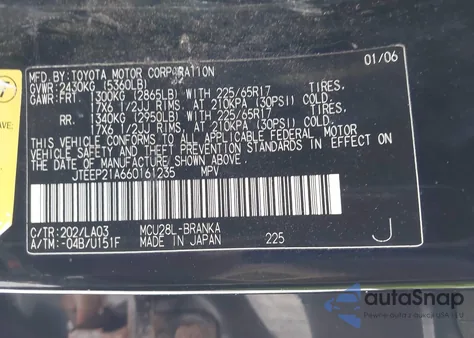 MFD. BY: TOYOTA MOTOR CORPORATION 01/06
GVWR: 2430KG (5360LB)
GAWR: FRT. 1300KG (2865LB) WITH 225/65R17 TIRES.
17X6 1/2JJ RIMS, AT 210KPA (30PSI) COLD.
RR. 1340KG (2950LB) WITH 225/65R17 TIRES.
17X6 1/2JJ RIMS, AT 210KPA (30PSI) COLD.
THIS VEHICLE CONFORMS TO ALL APPLICABLE FEDERAL MOTOR
VEHICLE SAFETY AND THEFT PREVENTION STANDARDS IN
EFFECT ON THE DATE OF MANUFACTURE SHOWN ABOVE.
JTEEP21A660161235 MPV
AVE:
C/TR: 202/LA03 MCU28L-BRANKA
A/TM: -04B/U151F MADE IN JAPAN 225 J
autoSnap